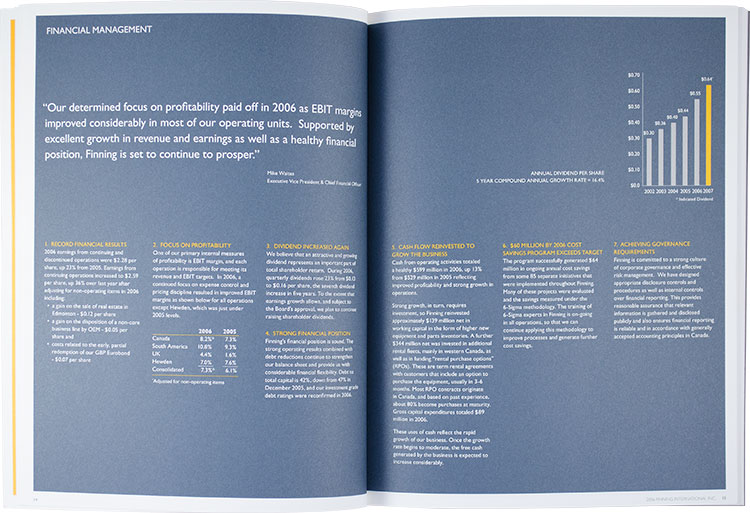 FINANCIAL MANAGEMENT
"Our determined focus on profitability paid off in 2006 as EBIT margins
improved considerably in most of our operating units. Supported by
excellent growth in revenue and earnings as well as a healthy financial
position, Finning is set to continue to prosper."
Mike Waites
Executive Vice President & Chief Financial Officer
1. RECORD FINANCIAL RESULTS
2006 earnings from continuing and
discontinued operations were $2.28 per
share, up 23% from 2005. Earnings from
continuing operations increased to $2.59
per share, up 36% over last year after
adjusting for non-operating items in 2006
including:
• a gain on the sale of real estate in
Edmonton - $0.12 per share
• a gain on the disposition of a non-core
business line by OEM - $0.05 per
share and
• costs related to the early, partial
redemption of our GBP Eurobond
- $0.07 per share
2. FOCUS ON PROFITABILITY
One of our primary internal measures
of profitability is EBIT margin, and each
operation is responsible for meeting its
revenue and EBIT targets. In 2006, a
continued focus on expense control and
pricing discipline resulted in improved EBIT
margins as shown below for all operations
except Hewden, which was just under
2005 levels.
2006 2005
Canada 8.2%* 7.3%
South America 10.0% 9.3%
UK 4.4% 1.6%
Hewden 7.0% 7.6%
Consolidated 7.3%* 6.1%
*Adjusted for non-operating items
3. DIVIDEND INCREASED AGAIN
We believe that an attractive and growing
dividend represents an important part of
total shareholder return. During 2006,
quarterly dividends rose 23% from $0.13
to $0.16 per share, the seventh dividend
increase in five years. To the extent that
earnings growth allows, and subject to
the Board's approval, we plan to continue
raising shareholder dividends.
4. STRONG FINANCIAL POSITION
Finning's financial position is sound. The
strong operating results combined with
debt reductions continue to strengthen
our balance sheet and provide us with
considerable financial flexibility. Debt to
total capital is 42%, down from 47% in
December 2005, and our investment grade
debt ratings were reconfirmed in 2006.
14
$0.70
$0.60
$0.50
$0.40
$0.30
$0.20
$0.10
$0.0
$0.30
$0.36
$0.40
$0.44
$0.55
$0.64*
2002 2003 2004 2005 2006 2007
* Indicated Dividend
ANNUAL DIVIDEND PER SHARE
5 YEAR COMPOUND ANNUAL GROWTH RATE = 16.4%
5. CASH FLOW REINVESTED TO
GROW THE BUSINESS
Cash from operating activities totaled
a healthy $599 million in 2006, up 13%
from $529 million in 2005 reflecting
improved profitability and strong growth in
operations.
Strong growth, in turn, requires
investment, so Finning reinvested
approximately $129 million net in
working capital in the form of higher new
equipment and parts inventories. A further
$344 million net was invested in additional
rental fleets, mainly in western Canada, as
well as in funding "rental purchase options"
(RPOs). These are term rental agreements
with customers that include an option to
purchase the equipment, usually in 3-6
months. Most RPO contracts originate
in Canada, and based on past experience,
about 80% become purchases at maturity.
Gross capital expenditures totaled $89
million in 2006.
These uses of cash reflect the rapid
growth of our business. Once the growth
rate begins to moderate, the free cash
generated by the business is expected to
increase considerably.
6. $60 MILLION BY 2006 COST
SAVINGS PROGRAM EXCEEDS TARGET
The program successfully generated $64
million in ongoing annual cost savings
from some 85 separate initiatives that
were implemented throughout Finning.
Many of these projects were evaluated
and the savings measured under the
6-Sigma methodology. The training of
6-Sigma experts in Finning is on-going
in all operations, so that we can
continue applying this methodology to
improve processes and generate further
cost savings.
7. ACHIEVING GOVERNANCE
REQUIREMENTS
Finning is committed to a strong culture
of corporate governance and effective
risk management. We have designed
appropriate disclosure controls and
procedures as well as internal controls
over financial reporting. This provides
reasonable assurance that relevant
information is gathered and disclosed
publicly and also ensures financial reporting
is reliable and in accordance with generally
accepted accounting principles in Canada.
2006 FINNING INTERNATIONAL INC. 15